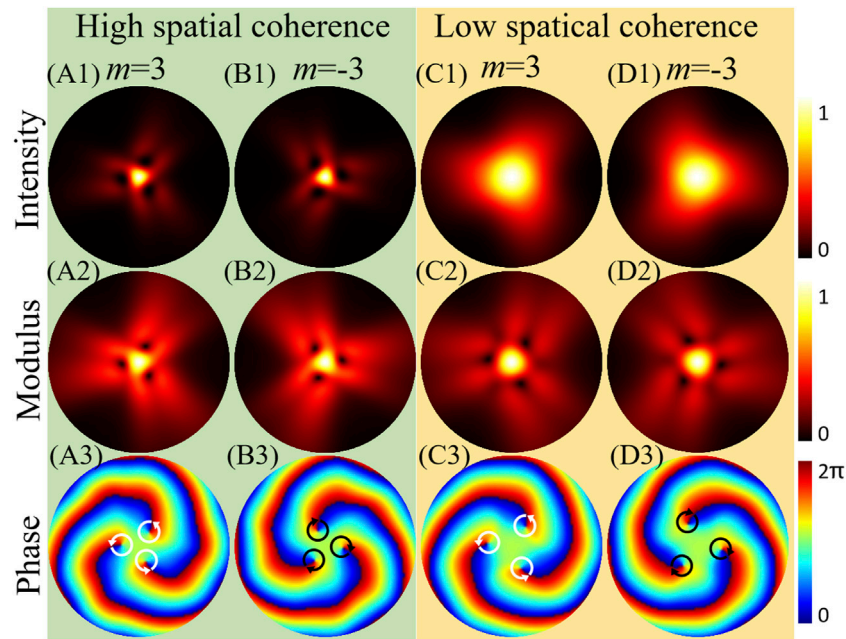 High spatial coherence Low spatical coherence
(A1) m=3 (B1) m=-3 (C1) m=3 (D1) m=-3
Intensity
1
0
(A2) (B2) (C2) (D2)
Modulus
1
0
(A3) (B3) (C3) (D3)
Phase
2π
0